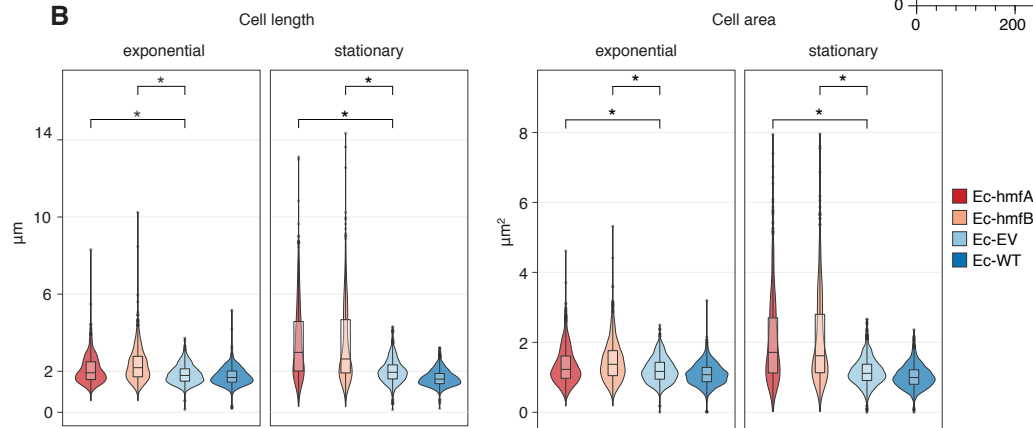 B
Cell length
Cell area
0
0 200
exponential
stationary
exponential
stationary
* * * *
* * * *
14
10
6
2
0
µm
8
6
4
2
0
µm²
Ec-hmfA
Ec-hmfB
Ec-EV
Ec-WT